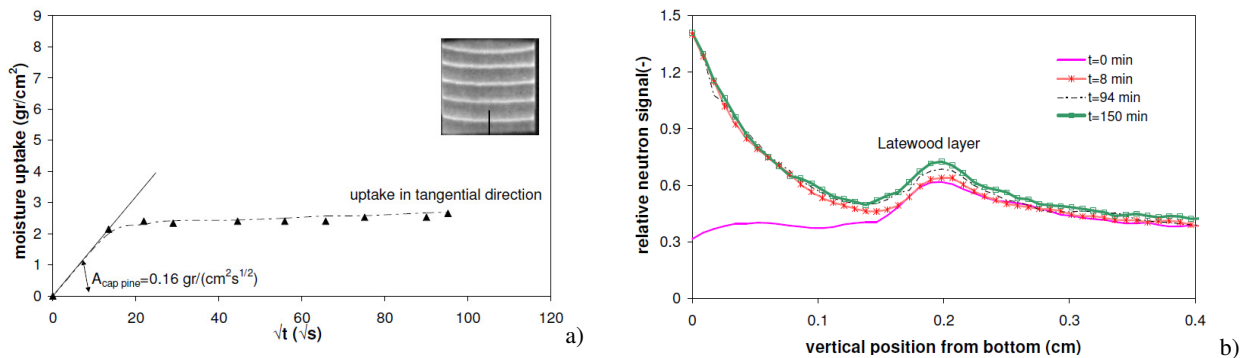 moisture uptake (gr/cm²)
9
8
7
6
5
4
3
2
1
0
uptake in tangential direction
A cap pine=0.16 gr/(cm²s¹/²)
0 20 40 60 80 100 120
√t (√s)
a)
relative neutron signal(-)
1.5
1.2
0.9
0.6
0.3
0
t=0 min
t=8 min
t=94 min
t=150 min
Latewood layer
0 0.1 0.2 0.3 0.4
vertical position from bottom (cm)
b)